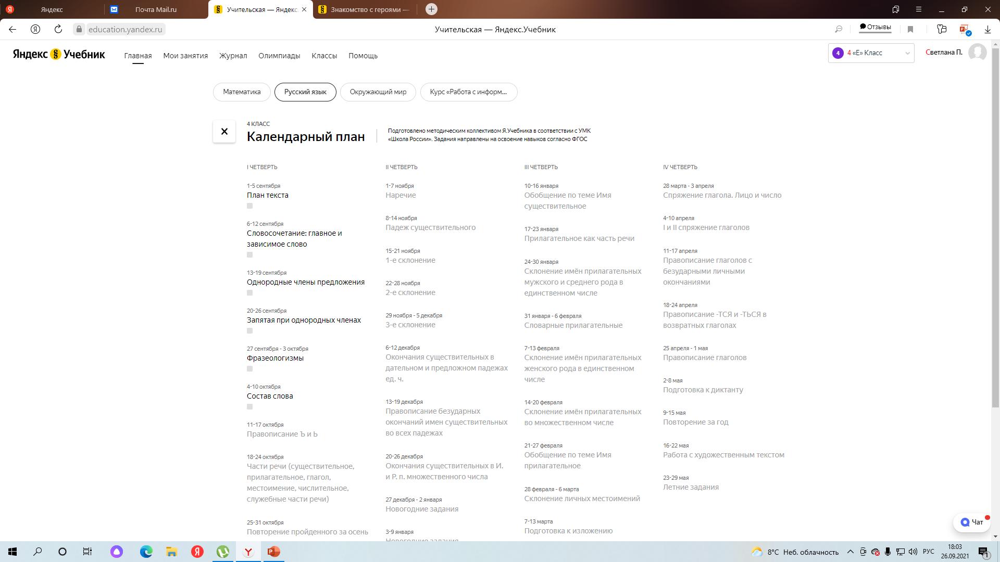 Яндекс
Почта Mail.ru
Учительская — Яндекс.
Знакомство с героями —
education.yandex.ru
Учительская — Яндекс.Учебник
Отзывы
Яндекс Учебник
Главная
Мои занятия
Журнал
Олимпиады
Классы
Помощь
4
4 «Е» Класс
Светлана П.
Математика
Русский язык
Окружающий мир
Курс «Работа с информ...
4 КЛАСС
Календарный план
Подготовлено методическим коллективом Я.Учебника в соответствии с УМК
«Школа России». Задания направлены на освоение навыков согласно ФГОС
I ЧЕТВЕРТЬ
1-5 сентября
План текста
6-12 сентября
Словосочетание: главное и
зависимое слово
13-19 сентября
Однородные члены предложения
20-26 сентября
Запятая при однородных членах
27 сентября - 3 октября
Фразеологизмы
4-10 октября
Состав слова
11-17 октября
Правописание Ъ и Ь
18-24 октября
Части речи (существительное,
прилагательное, глагол,
местоимение, числительное,
служебные части речи)
25-31 октября
Повторение пройденного за осень
II ЧЕТВЕРТЬ
1-7 ноября
Наречие
8-14 ноября
Падеж существительного
15-21 ноября
1-е склонение
22-28 ноября
2-е склонение
29 ноября - 5 декабря
3-е склонение
6-12 декабря
Окончания существительных в
дательном и предложном падежах
ед. ч.
13-19 декабря
Правописание безударных
окончаний имен существительных
во всех падежах
20-26 декабря
Окончания существительных в И.
и Р. п. множественного числа
27 декабря - 2 января
Новогодние задания
3-9 января
Новогодние задания
III ЧЕТВЕРТЬ
10-16 января
Обобщение по теме Имя
существительное
17-23 января
Прилагательное как часть речи
24-30 января
Склонение имён прилагательных
мужского и среднего рода в
единственном числе
31 января - 6 февраля
Словарные прилагательные
7-13 февраля
Склонение имён прилагательных
женского рода в единственном
числе
14-20 февраля
Склонение имён прилагательных
во множественном числе
21-27 февраля
Обобщение по теме Имя
прилагательное
28 февраля - 6 марта
Склонение личных местоимений
7-13 марта
Подготовка к изложению
IV ЧЕТВЕРТЬ
28 марта - 3 апреля
Спряжение глагола. Лицо и число
4-10 апреля
I и II спряжение глаголов
11-17 апреля
Правописание глаголов с
безударными личными
окончаниями
18-24 апреля
Правописание -ТСЯ и -ТЬСЯ в
возвратных глаголах
25 апреля - 1 мая
Правописание глаголов
2-8 мая
Подготовка к диктанту
9-15 мая
Повторение за год
16-22 мая
Работа с художественным текстом
23-29 мая
Летние задания
Чат
8°C Неб. облачность
РУС
18:03
26.09.2021
1